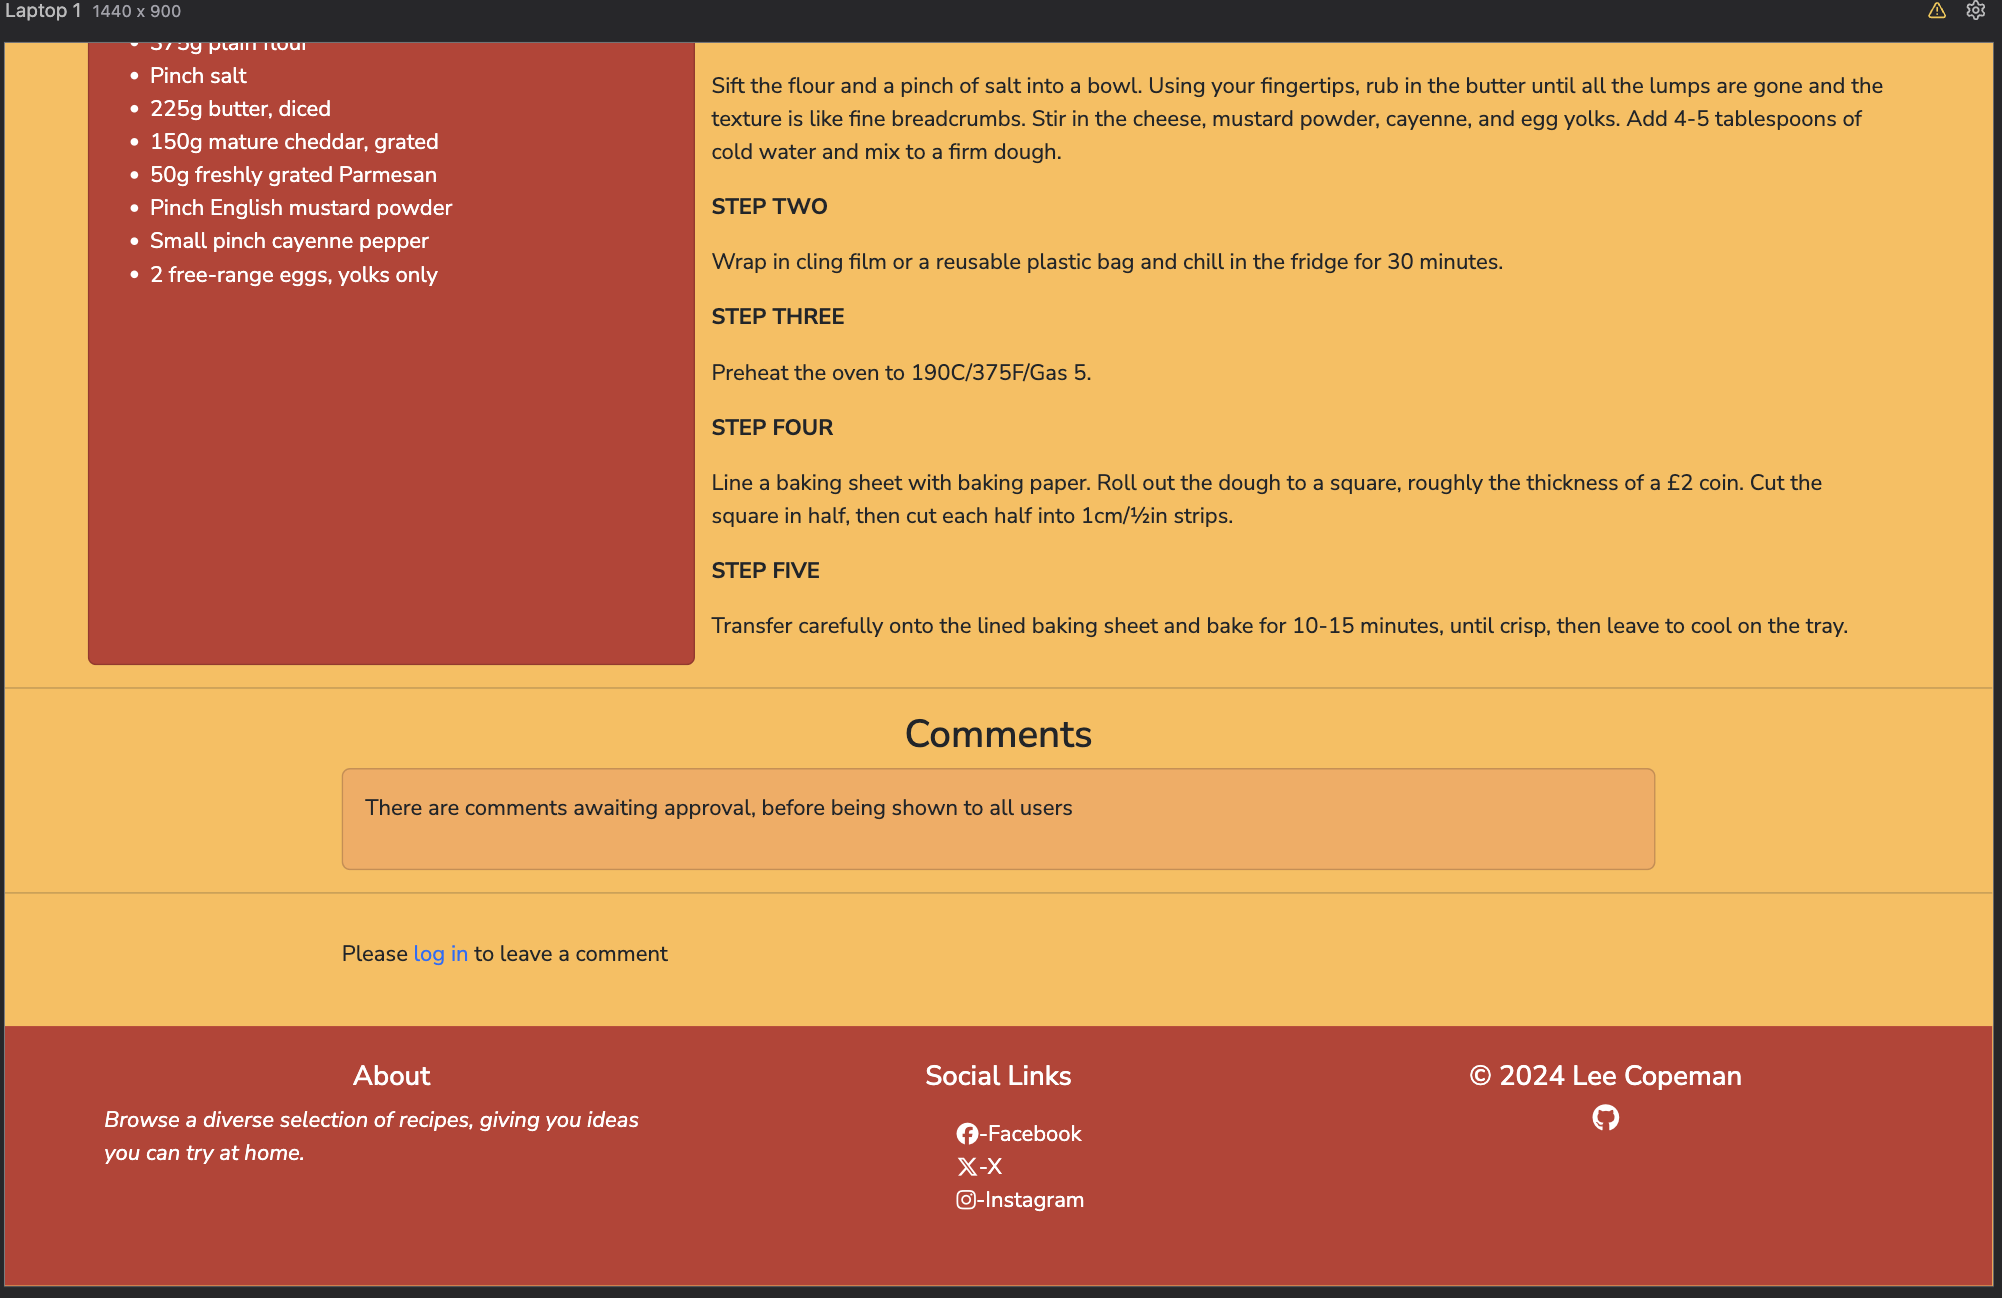 Laptop 1 1440 x 900
375g plain flour
Pinch salt
225g butter, diced
150g mature cheddar, grated
50g freshly grated Parmesan
Pinch English mustard powder
Small pinch cayenne pepper
2 free-range eggs, yolks only
Sift the flour and a pinch of salt into a bowl. Using your fingertips, rub in the butter until all the lumps are gone and the
texture is like fine breadcrumbs. Stir in the cheese, mustard powder, cayenne, and egg yolks. Add 4-5 tablespoons of
cold water and mix to a firm dough.
STEP TWO
Wrap in cling film or a reusable plastic bag and chill in the fridge for 30 minutes.
STEP THREE
Preheat the oven to 190C/375F/Gas 5.
STEP FOUR
Line a baking sheet with baking paper. Roll out the dough to a square, roughly the thickness of a £2 coin. Cut the
square in half, then cut each half into 1cm/½in strips.
STEP FIVE
Transfer carefully onto the lined baking sheet and bake for 10-15 minutes, until crisp, then leave to cool on the tray.
Comments
There are comments awaiting approval, before being shown to all users
Please log in to leave a comment
About
Browse a diverse selection of recipes, giving you ideas
you can try at home.
Social Links
-Facebook
-X
-Instagram
© 2024 Lee Copeman